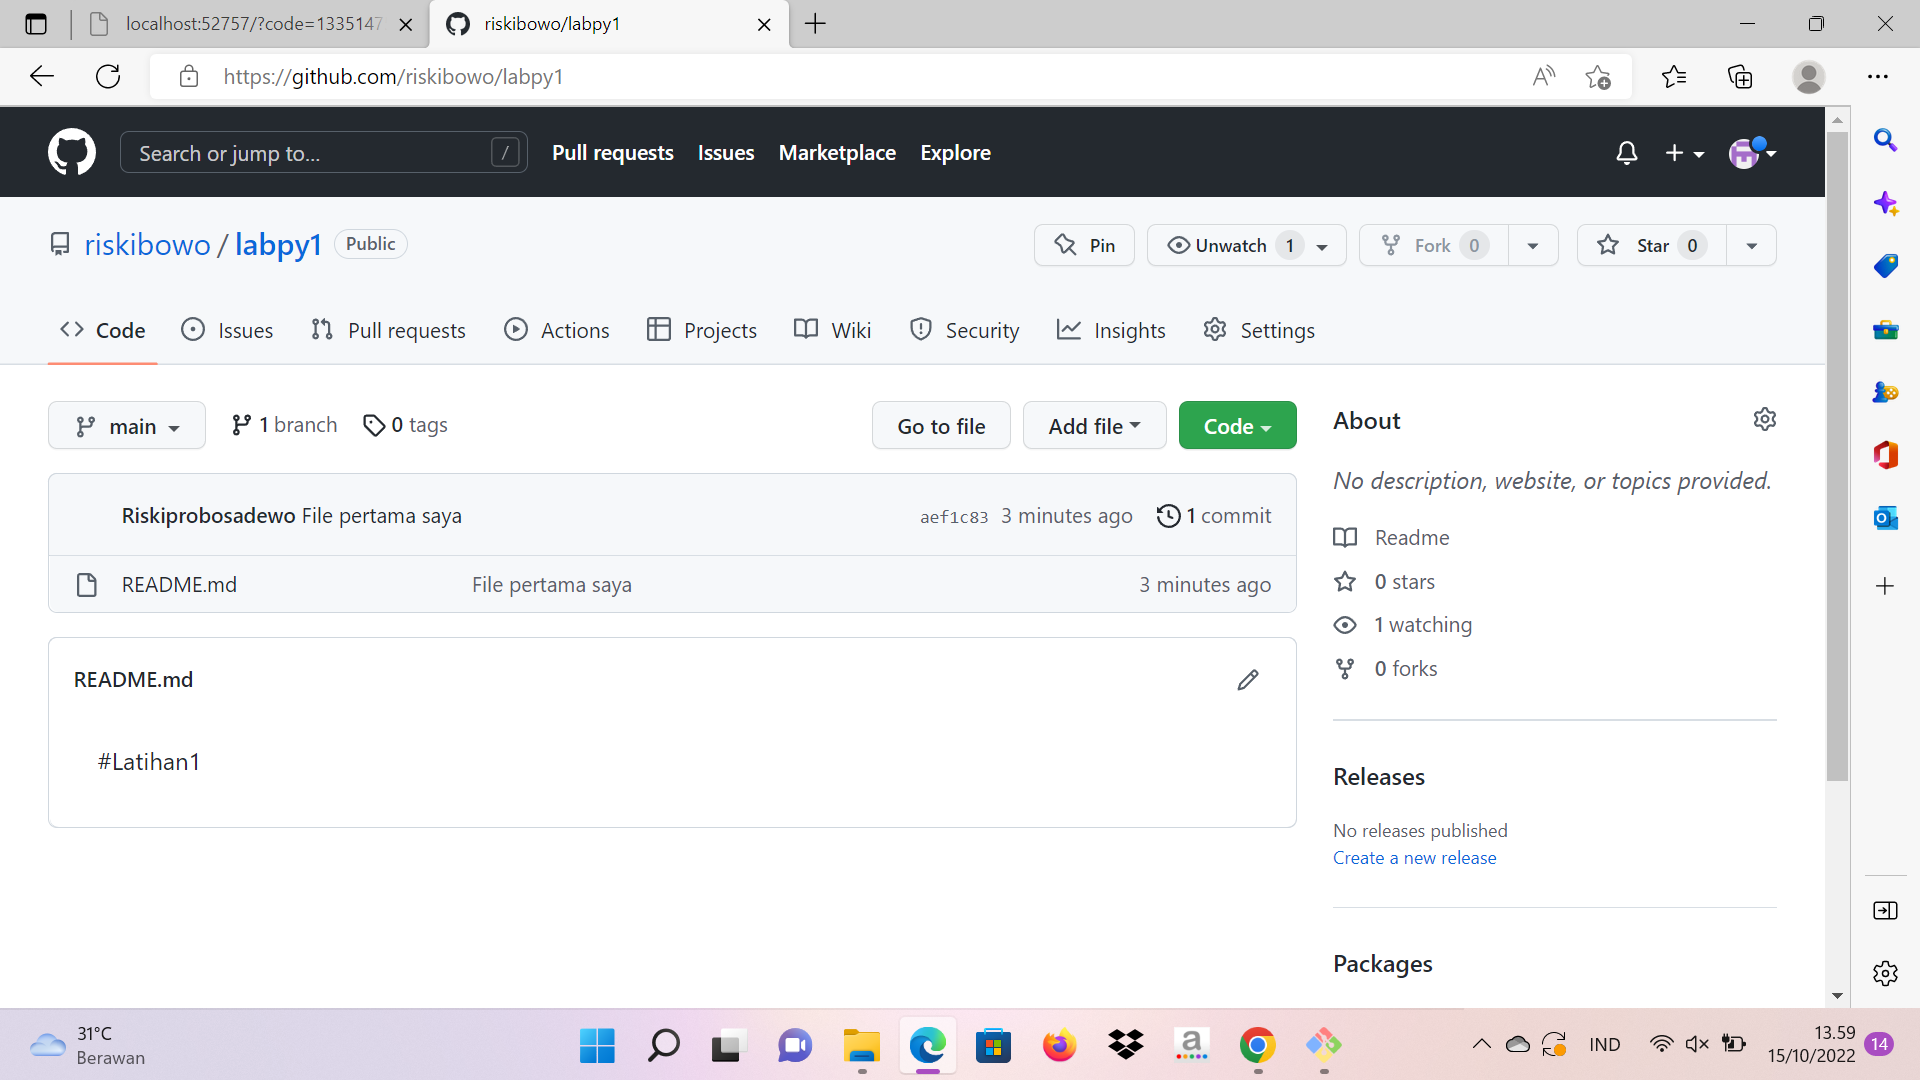 localhost:52757/?code=1335147
riskibowo/labpy1
https://github.com/riskibowo/labpy1
Search or jump to...
/
Pull requests
Issues
Marketplace
Explore
riskibowo / labpy1
Public
Pin
Unwatch 1
Fork 0
Star 0
Code
Issues
Pull requests
Actions
Projects
Wiki
Security
Insights
Settings
main
1 branch
0 tags
Go to file
Add file
Code
Riskiprobosadewo File pertama saya
aef1c83 3 minutes ago
1 commit
README.md
File pertama saya
3 minutes ago
README.md
#Latihan1
About
No description, website, or topics provided.
Readme
0 stars
1 watching
0 forks
Releases
No releases published
Create a new release
Packages
31°C
Berawan
IND
13.59
15/10/2022
14